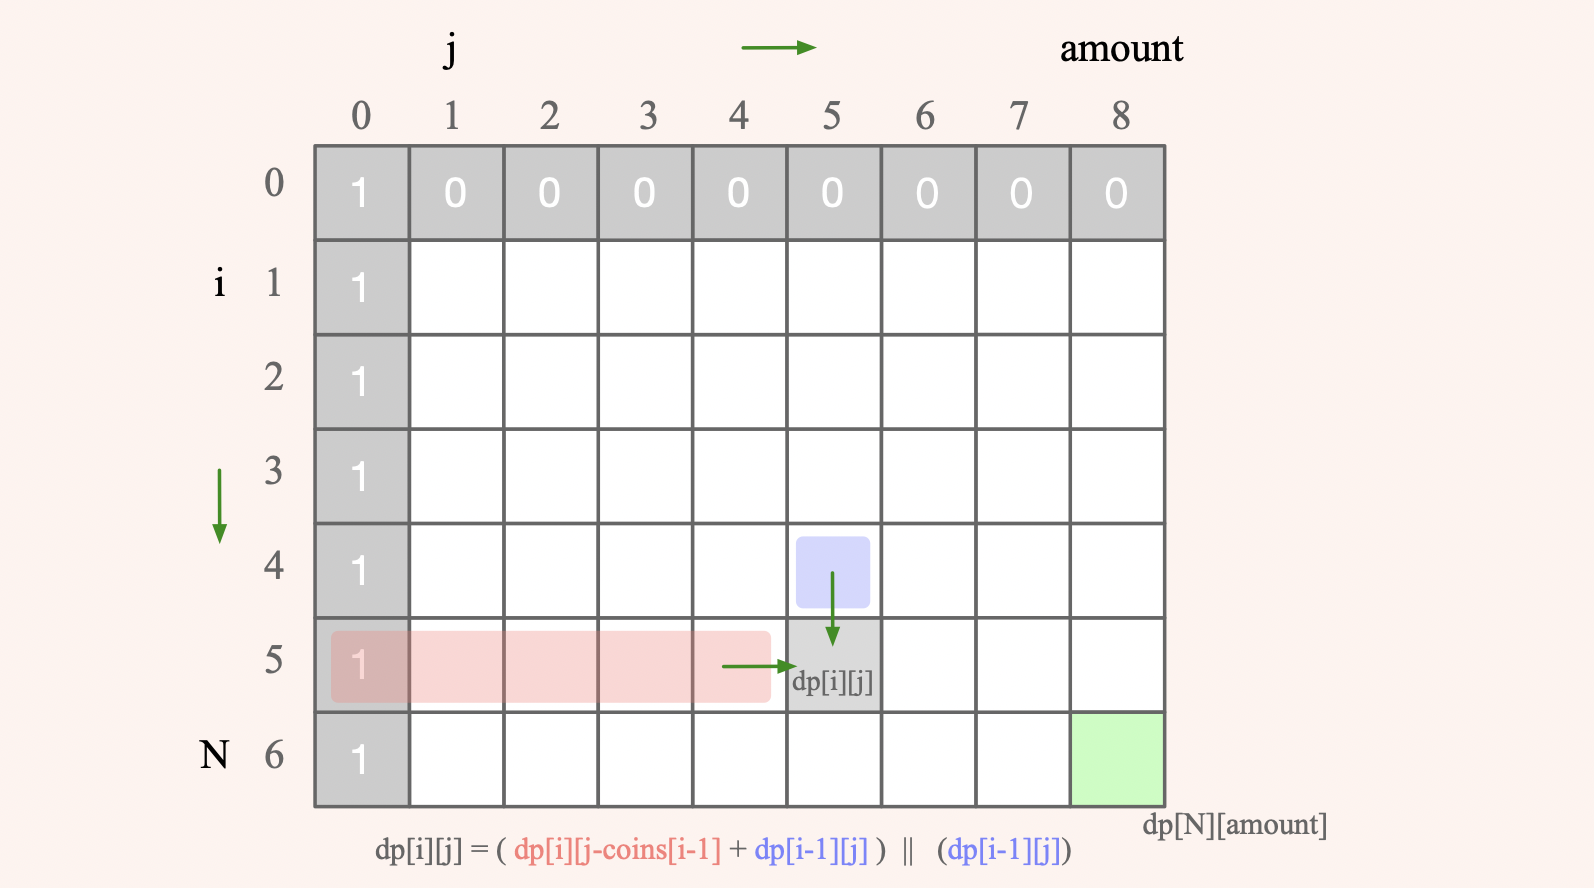 j amount
0 1 2 3 4 5 6 7 8
0 1 0 0 0 0 0 0 0 0
i 1 1
2 1
3 1
4 1
5 1 dp[i][j]
N 6 1
dp[N][amount]
dp[i][j] = ( dp[i][j-coins[i-1] + dp[i-1][j] ) || (dp[i-1][j])